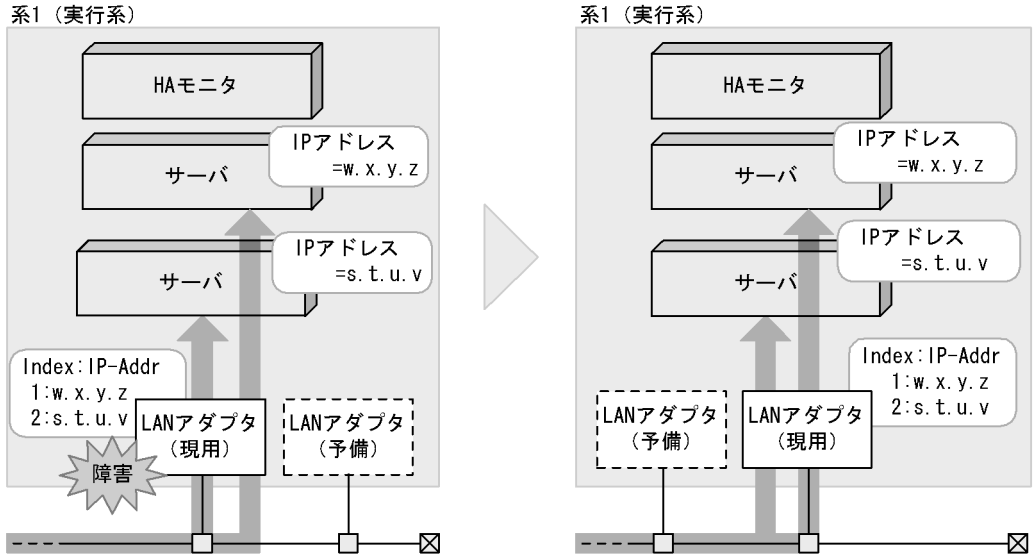 系1（実行系）
HAモニタ
サーバ
IPアドレス
=w.x.y.z
サーバ
IPアドレス
=s.t.u.v
Index:IP-Addr
1:w.x.y.z
2:s.t.u.v
LANアダプタ
（現用）
LANアダプタ
（予備）
障害
系1（実行系）
HAモニタ
サーバ
IPアドレス
=w.x.y.z
サーバ
IPアドレス
=s.t.u.v
Index:IP-Addr
1:w.x.y.z
2:s.t.u.v
LANアダプタ
（予備）
LANアダプタ
（現用）